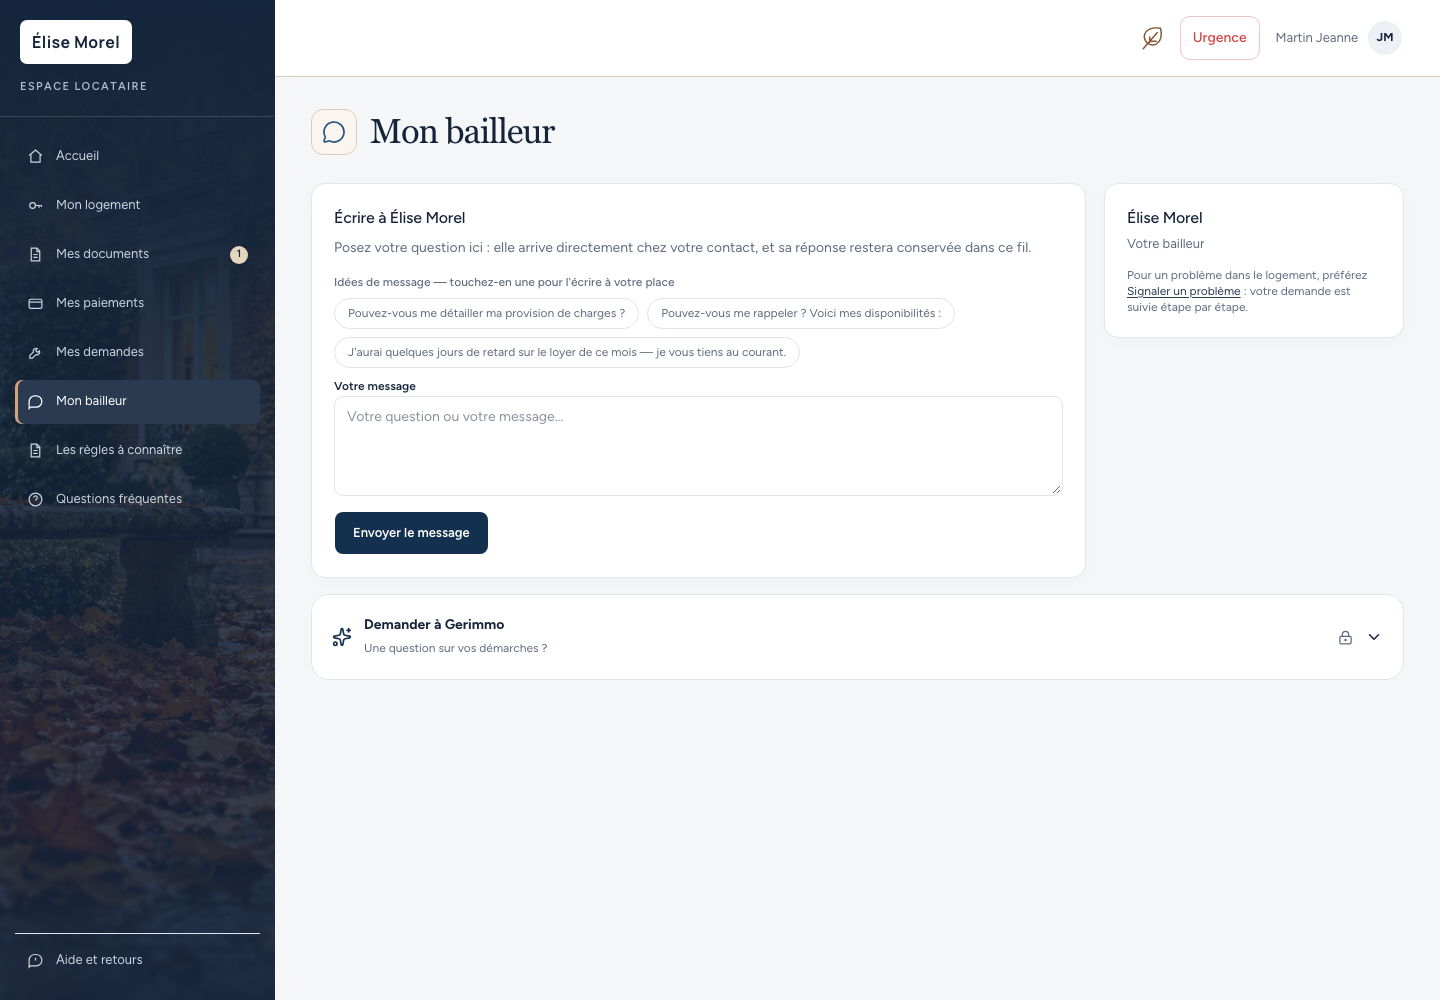 Élise Morel
ESPACE LOCATAIRE
Accueil
Mon logement
Mes documents
1
Mes paiements
Mes demandes
Mon bailleur
Les règles à connaître
Questions fréquentes
Aide et retours
Urgence
Martin Jeanne
JM
Mon bailleur
Écrire à Élise Morel
Posez votre question ici : elle arrive directement chez votre contact, et sa réponse restera conservée dans ce fil.
Idées de message — touchez-en une pour l'écrire à votre place
Pouvez-vous me détailler ma provision de charges ?
Pouvez-vous me rappeler ? Voici mes disponibilités :
J'aurai quelques jours de retard sur le loyer de ce mois — je vous tiens au courant.
Votre message
Votre question ou votre message...
Envoyer le message
Élise Morel
Votre bailleur
Pour un problème dans le logement, préférez
Signaler un problème : votre demande est
suivie étape par étape.
Demander à Gerimmo
Une question sur vos démarches ?